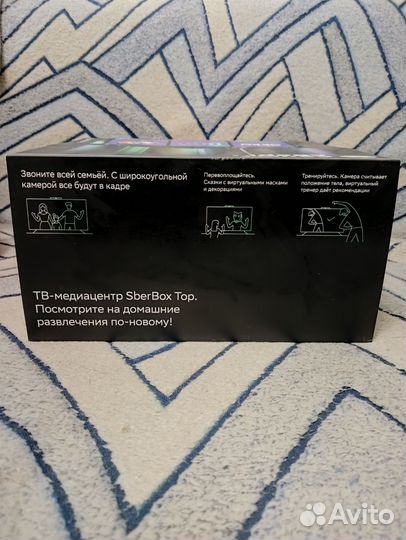 Звоните всей семьёй. С широкоугольной
камерой все будут в кадре
Перевоплощайтесь.
Сказки с виртуальными масками
и декорациями
Тренируйтесь. Камера считывает
положение тела, виртуальный
тренер даёт рекомендации
ТВ-медиацентр SberBox Top.
Посмотрите на домашние
развлечения по-новому!
Avito